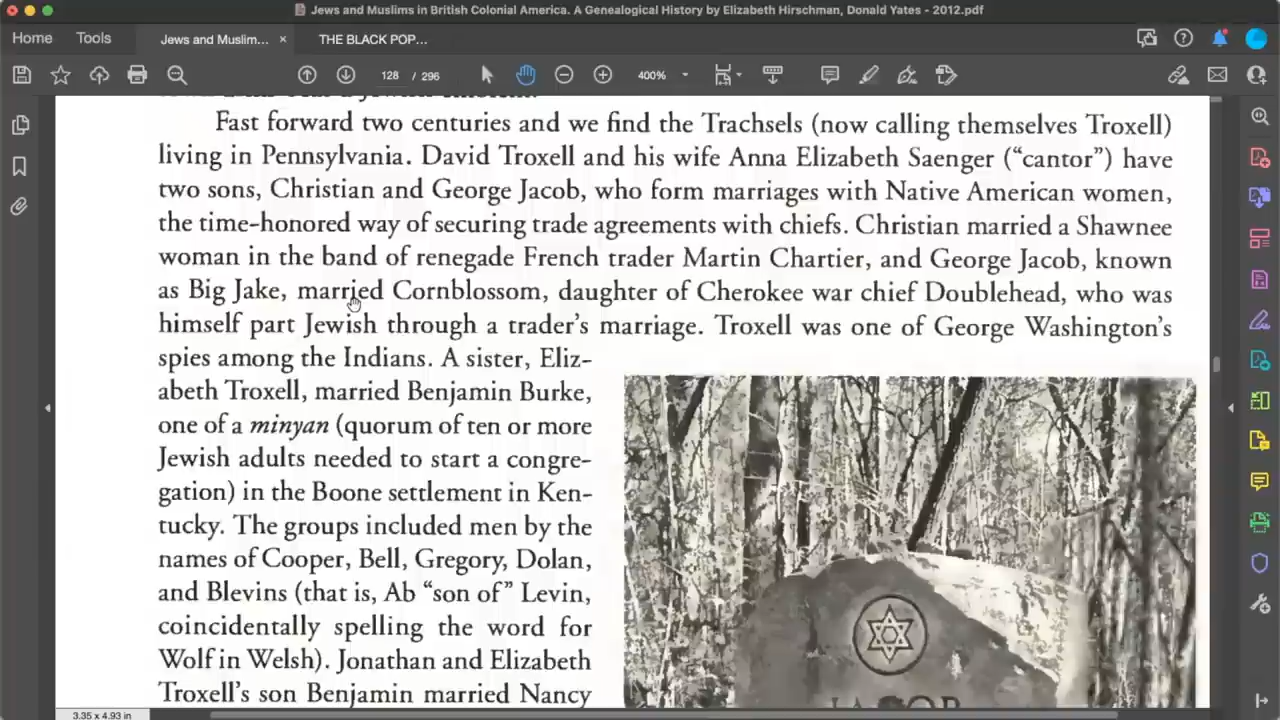 Jews and Muslims in British Colonial America. A Genealogical History by Elizabeth Hirschman, Donald Yates - 2012.pdf
Home
Tools
Jews and Muslim...
THE BLACK POP...
128 / 296
400%
Fast forward two centuries and we find the Trachsels (now calling themselves Troxell)
living in Pennsylvania. David Troxell and his wife Anna Elizabeth Saenger (“cantor”) have
two sons, Christian and George Jacob, who form marriages with Native American women,
the time-honored way of securing trade agreements with chiefs. Christian married a Shawnee
woman in the band of renegade French trader Martin Chartier, and George Jacob, known
as Big Jake, married Cornblossom, daughter of Cherokee war chief Doublehead, who was
himself part Jewish through a trader’s marriage. Troxell was one of George Washington’s
spies among the Indians. A sister, Eliz-
abeth Troxell, married Benjamin Burke,
one of a minyan (quorum of ten or more
Jewish adults needed to start a congre-
gation) in the Boone settlement in Ken-
tucky. The groups included men by the
names of Cooper, Bell, Gregory, Dolan,
and Blevins (that is, Ab “son of” Levin,
coincidentally spelling the word for
Wolf in Welsh). Jonathan and Elizabeth
Troxell’s son Benjamin married Nancy
JACOB
3.35 x 4.93 in